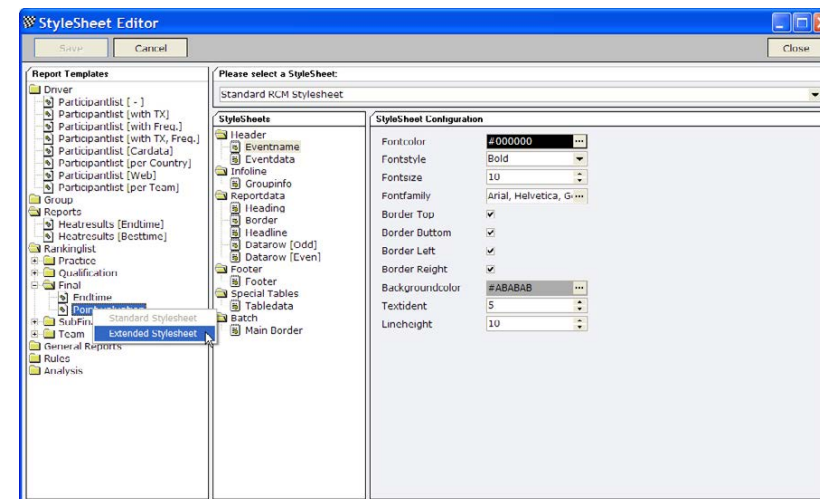 StyleSheet Editor
Save Cancel Close
Report Templates
Driver
Participantlist [ - ]
Participantlist [with TX]
Participantlist [with Freq.]
Participantlist [with TX, Freq.]
Participantlist [Cardata]
Participantlist [per Country]
Participantlist [Web]
Participantlist [per Team]
Group
Reports
Heatresults [Endtime]
Heatresults [Besttime]
Rankinglist
Practice
Qualification
Final
Endtime
SubFin
Team
General Reports
Rules
Analysis
Standard Stylesheet
Extended Stylesheet
Please select a StyleSheet:
Standard RCM Stylesheet
StyleSheets
Header
Eventname
Eventdata
Infoline
Groupinfo
Reportdata
Heading
Border
Headline
Datarow [Odd]
Datarow [Even]
Footer
Footer
Special Tables
Tabledata
Batch
Main Border
StyleSheet Configuration
Fontcolor #000000
Fontstyle Bold
Fontsize 10
Fontfamily Arial, Helvetica, G
Border Top
Border Buttom
Border Left
Border Reight
Backgroundcolor #ABABAB
Textident 5
Lineheight 10